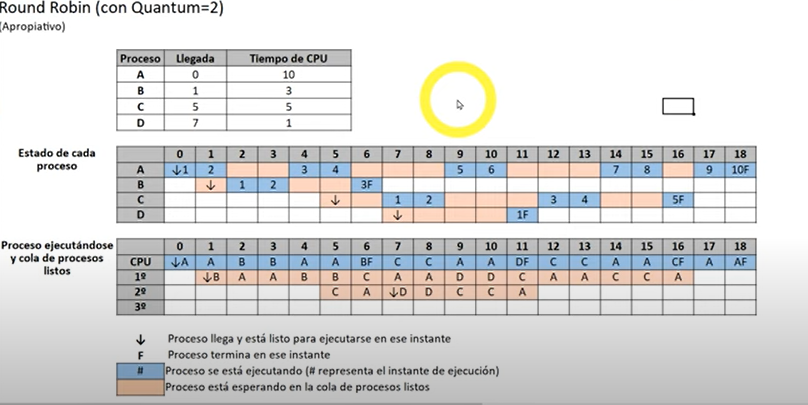 Round Robin (con Quantum=2)
(Apropiativo)
Proceso Llegada Tiempo de CPU
A 0 10
B 1 3
C 5 5
D 7 1
Estado de cada proceso
0 1 2 3 4 5 6 7 8 9 10 11 12 13 14 15 16 17 18
A ↓1 2 3 4 5 6 7 8 9 10F
B ↓ 1 2 3F
C ↓ 1 2 3 4 5F
D ↓ 1F
Proceso ejecutándose y cola de procesos listos
0 1 2 3 4 5 6 7 8 9 10 11 12 13 14 15 16 17 18
CPU ↓A A B B A A BF C C A A DF C C A A CF A AF
1º ↓B A A B B C A A D D C A A C C A
2º C A ↓D D C C A
3º
↓ Proceso llega y está listo para ejecutarse en ese instante
F Proceso termina en ese instante
# Proceso se está ejecutando (# representa el instante de ejecución)
Proceso está esperando en la cola de procesos listos